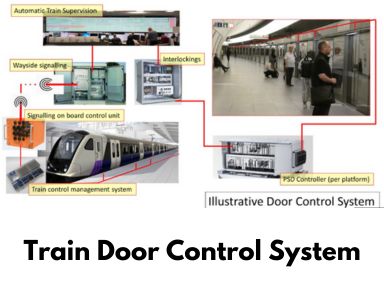 Automatic Train Supervision
Wayside signalling
Interlockings
Signalling on board control unit
Train control management system
PSD Controller (per platform)
Illustrative Door Control System
Train Door Control System